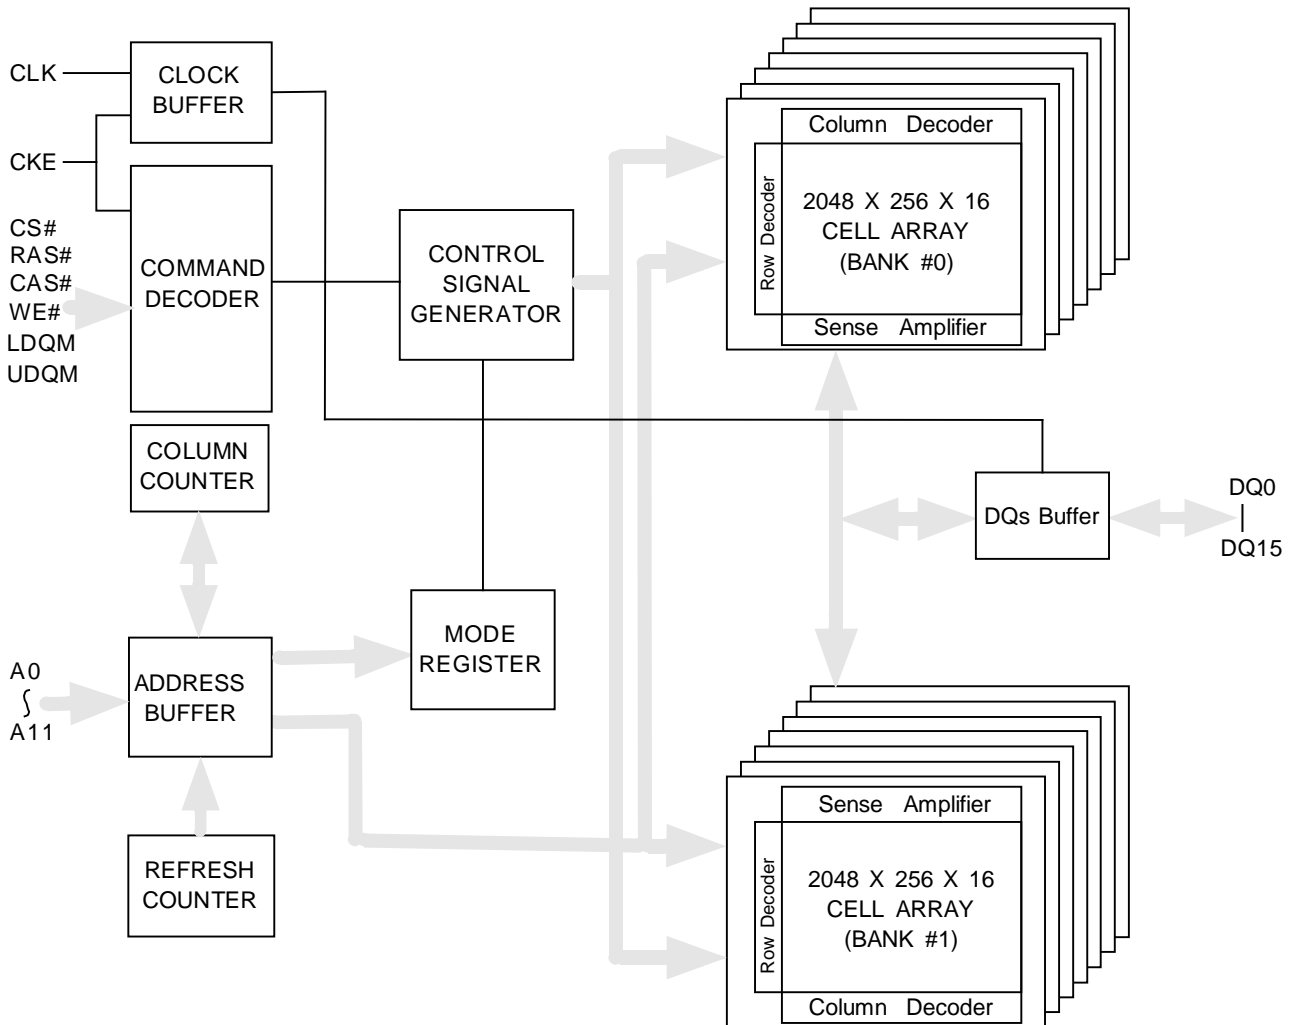 CLK
CLOCK
BUFFER
CKE
CS#
RAS#
CAS#
WE#
LDQM
UDQM
COMMAND
DECODER
CONTROL
SIGNAL
GENERATOR
Column Decoder
Row Decoder
2048 X 256 X 16
CELL ARRAY
(BANK #0)
Sense Amplifier
COLUMN
COUNTER
DQs Buffer
DQ0
DQ15
MODE
REGISTER
A0
A11
ADDRESS
BUFFER
REFRESH
COUNTER
Sense Amplifier
Row Decoder
2048 X 256 X 16
CELL ARRAY
(BANK #1)
Column Decoder